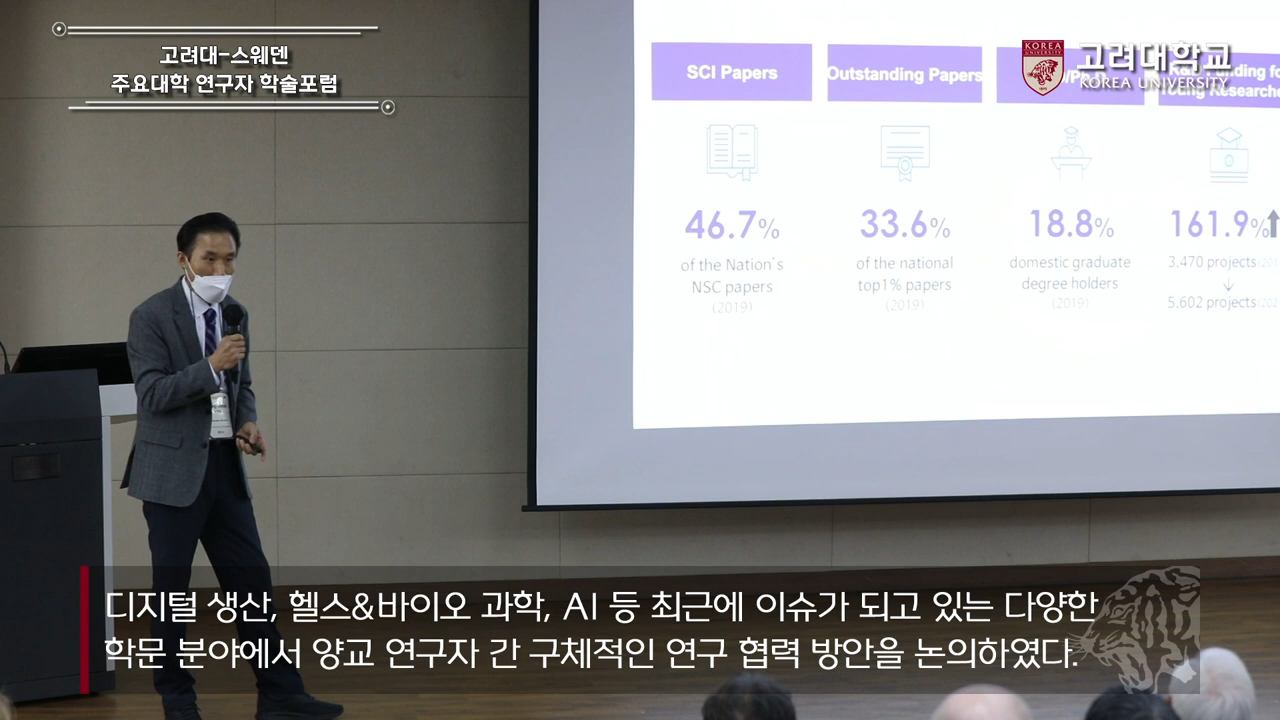 고려대-스웨덴
주요대학 연구자 학술포럼
KOREA
고려대학교
KOREA UNIVERSITY
SCI Papers
Outstanding Papers
Young
46.7%
of the Nation's
NSC papers
(2019)
33.6%
of the national
top1% papers
(2019)
18.8%
domestic graduate
degree holders
(2019)
161.9%
3.470 projects
5.602 projects
디지털 생산, 헬스&바이오 과학, AI 등 최근에 이슈가 되고 있는 다양한
학문 분야에서 양교 연구자 간 구체적인 연구 협력 방안을 논의하였다.